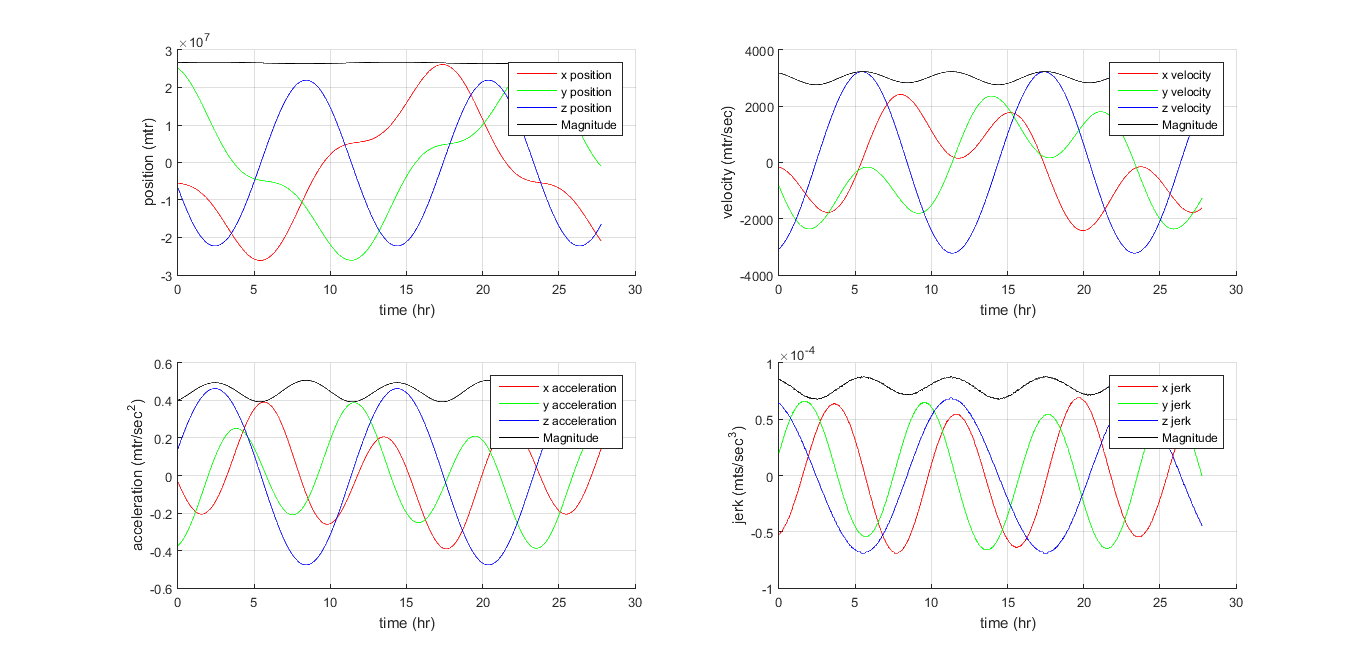 ×10^7
3
2
1
0
-1
-2
-3
position (mtr)
0 5 10 15 20 25 30
time (hr)
x position
y position
z position
Magnitude
4000
2000
0
-2000
-4000
velocity (mtr/sec)
0 5 10 15 20 25 30
time (hr)
x velocity
y velocity
z velocity
Magnitude
0.6
0.4
0.2
0
-0.2
-0.4
-0.6
acceleration (mtr/sec^2)
0 5 10 15 20 25 30
time (hr)
x acceleration
y acceleration
z acceleration
Magnitude
×10^-4
1
0.5
0
-0.5
-1
jerk (mts/sec^3)
0 5 10 15 20 25 30
time (hr)
x jerk
y jerk
z jerk
Magnitude